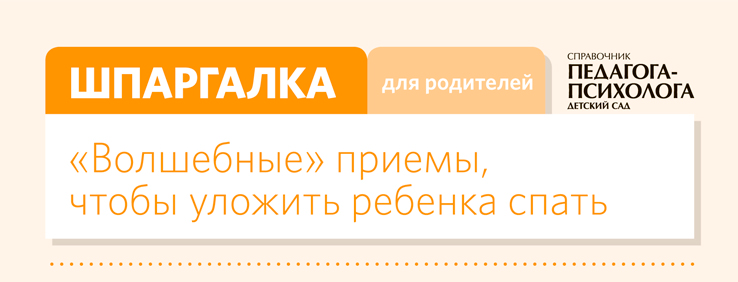 ШПАРГАЛКА
для родителей
СПРАВОЧНИК
ПЕДАГОГА-
ПСИХОЛОГА
ДЕТСКИЙ САД
«Волшебные» приемы,
чтобы уложить ребенка спать